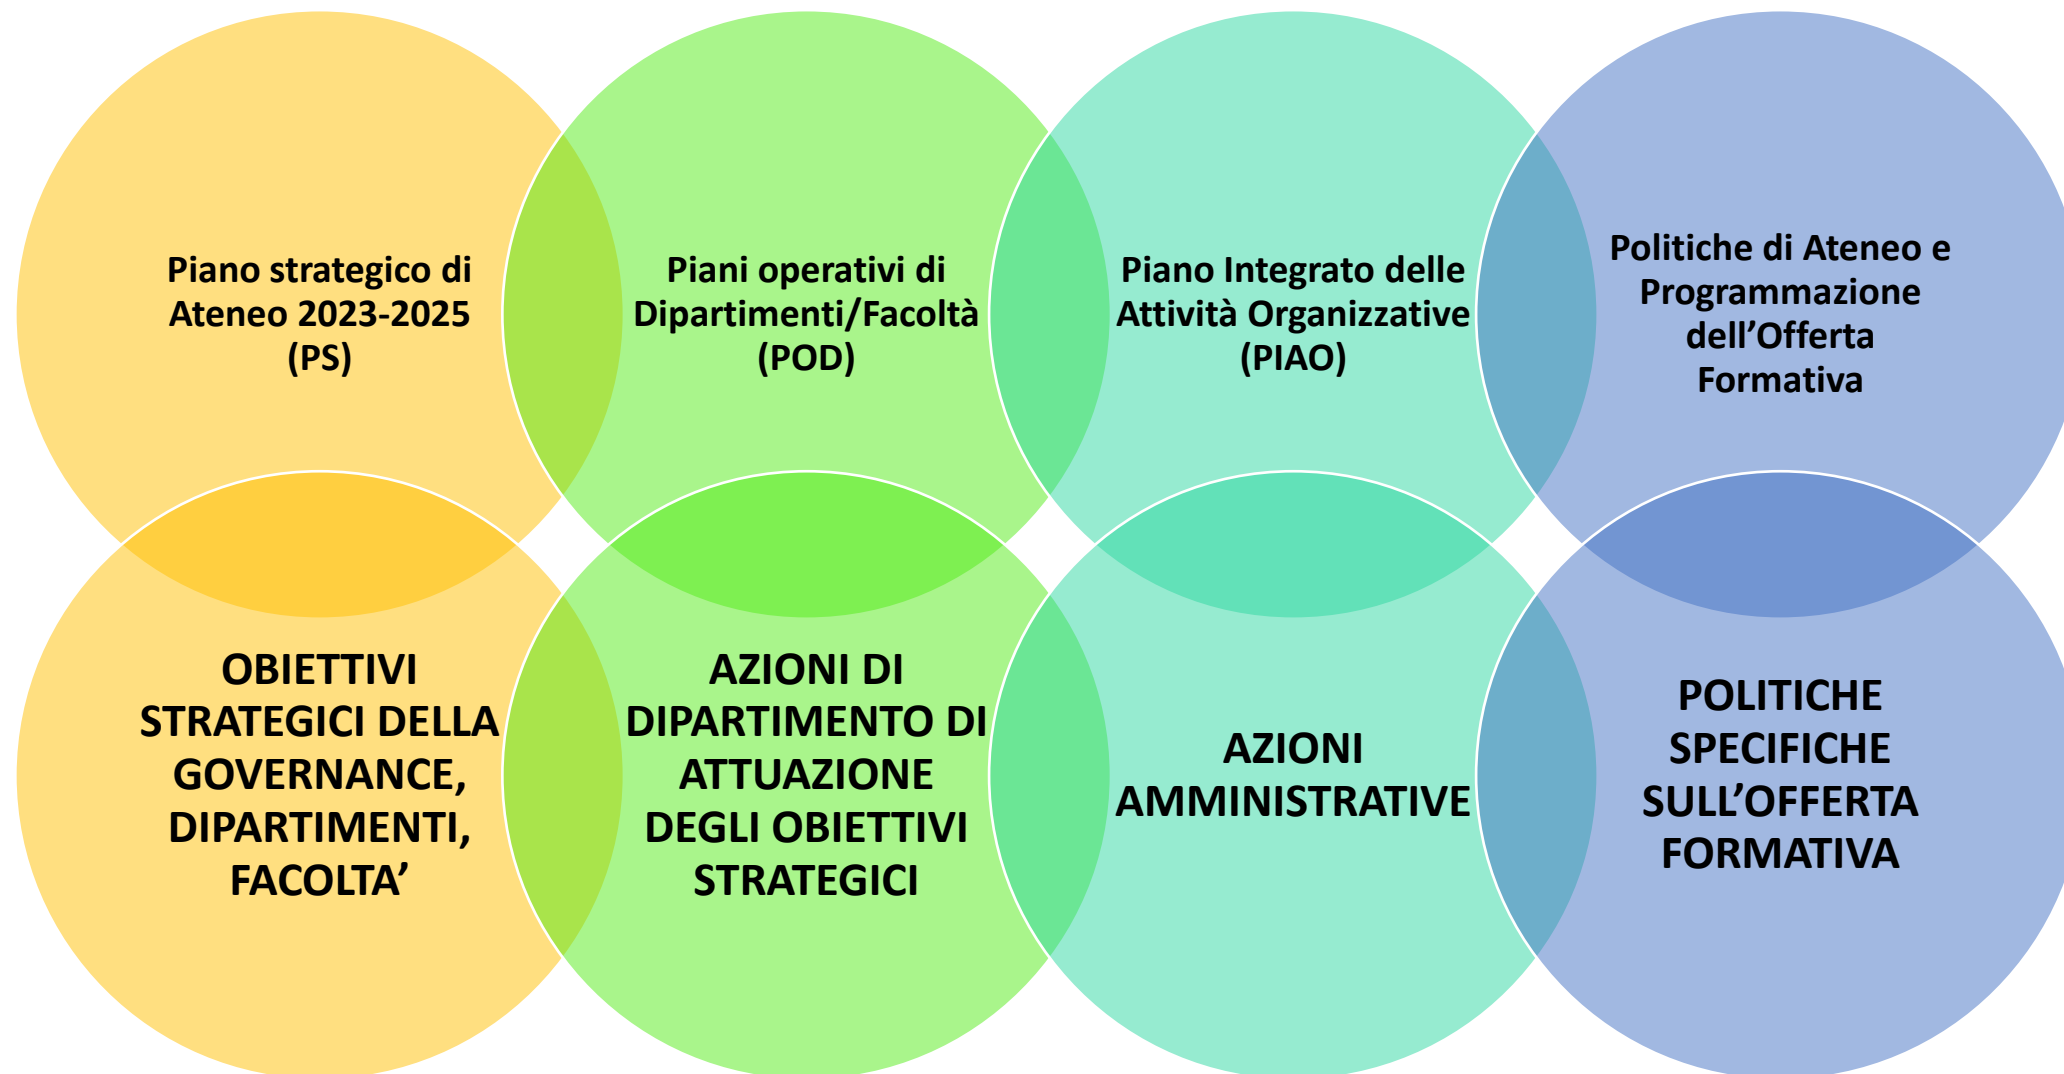 Piano strategico di
Ateneo 2023-2025
(PS)
Piani operativi di
Dipartimenti/Facoltà
(POD)
Piano Integrato delle
Attività Organizzative
(PIAO)
Politiche di Ateneo e
Programmazione
dell’Offerta
Formativa
OBIETTIVI
STRATEGICI DELLA
GOVERNANCE,
DIPARTIMENTI,
FACOLTA’
AZIONI DI
DIPARTIMENTO DI
ATTUAZIONE
DEGLI OBIETTIVI
STRATEGICI
AZIONI
AMMINISTRATIVE
POLITICHE
SPECIFICHE
SULL’OFFERTA
FORMATIVA